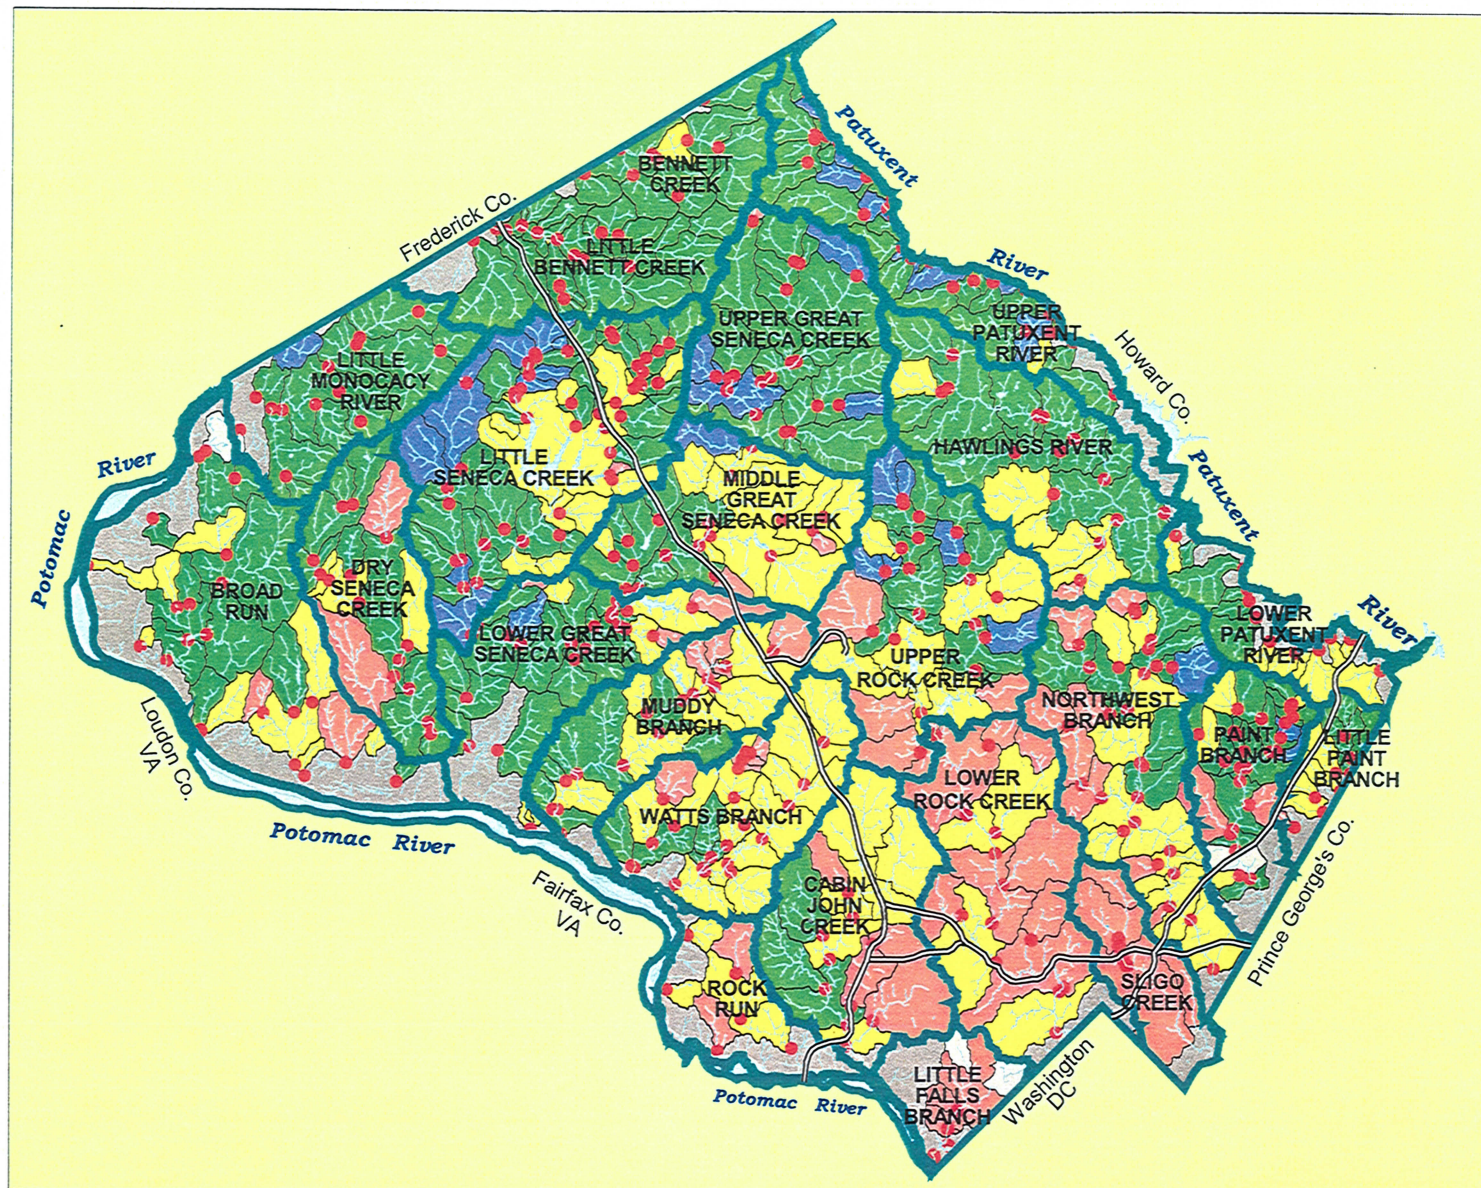 Patuxent
River
BENNETT
CREEK
Frederick Co.
LITTLE
BENNETT CREEK
UPPER GREAT
SENECA CREEK
UPPER
PATUXENT
RIVER
Howard Co.
LITTLE
MONOCACY
RIVER
HAWLINGS RIVER
Patuxent
River
River
Potomac
LITTLE
SENECA CREEK
MIDDLE
GREAT
SENECA CREEK
BROAD
RUN
DRY
SENECA
CREEK
LOWER GREAT
SENECA CREEK
LOWER
PATUXENT
RIVER
UPPER
ROCK CREEK
MUDDY
BRANCH
NORTHWEST
BRANCH
PAINT
BRANCH
LITTLE
PAINT
BRANCH
Loudon Co.
VA
LOWER
ROCK CREEK
WATTS BRANCH
Potomac River
Fairfax Co.
VA
CABIN
JOHN
CREEK
Prince George's Co.
ROCK
RUN
SLIGO
CREEK
LITTLE
FALLS
BRANCH
Washington
DC
Potomac River